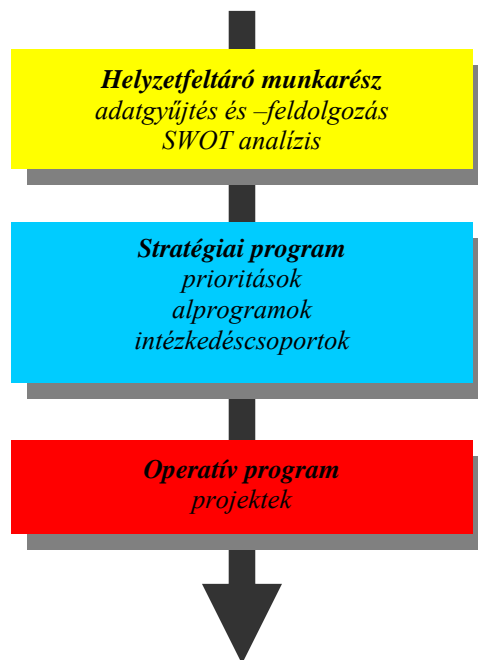 Helyzetfeltáró munkarész
adatgyűjtés és –feldolgozás
SWOT analízis
Stratégiai program
prioritások
alprogramok
intézkedéscsoportok
Operatív program
projektek